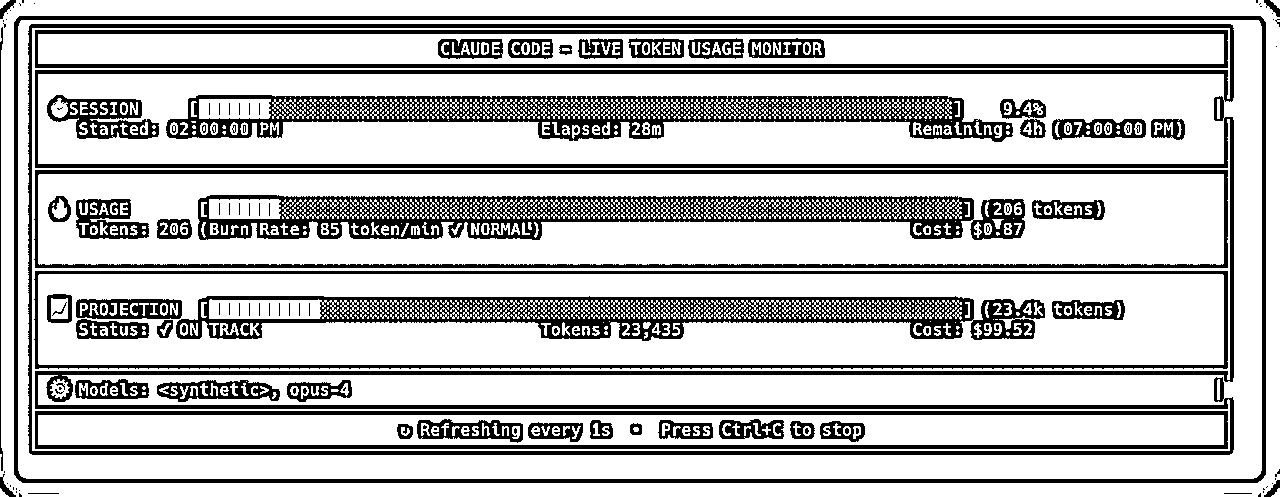 CLAUDE CODE - LIVE TOKEN USAGE MONITOR
SESSION [] 9.4%
Started: 02:00:00 PM Elapsed: 28m Remaining: 4h (07:00:00 PM)
USAGE [] (206 tokens)
Tokens: 206 (Burn Rate: 85 token/min ✓ NORMAL) Cost: $0.87
PROJECTION [] (23.4k tokens)
Status: ✓ ON TRACK Tokens: 23,435 Cost: $99.52
Models: <synthetic>, opus-4
↻ Refreshing every 1s • Press Ctrl+C to stop